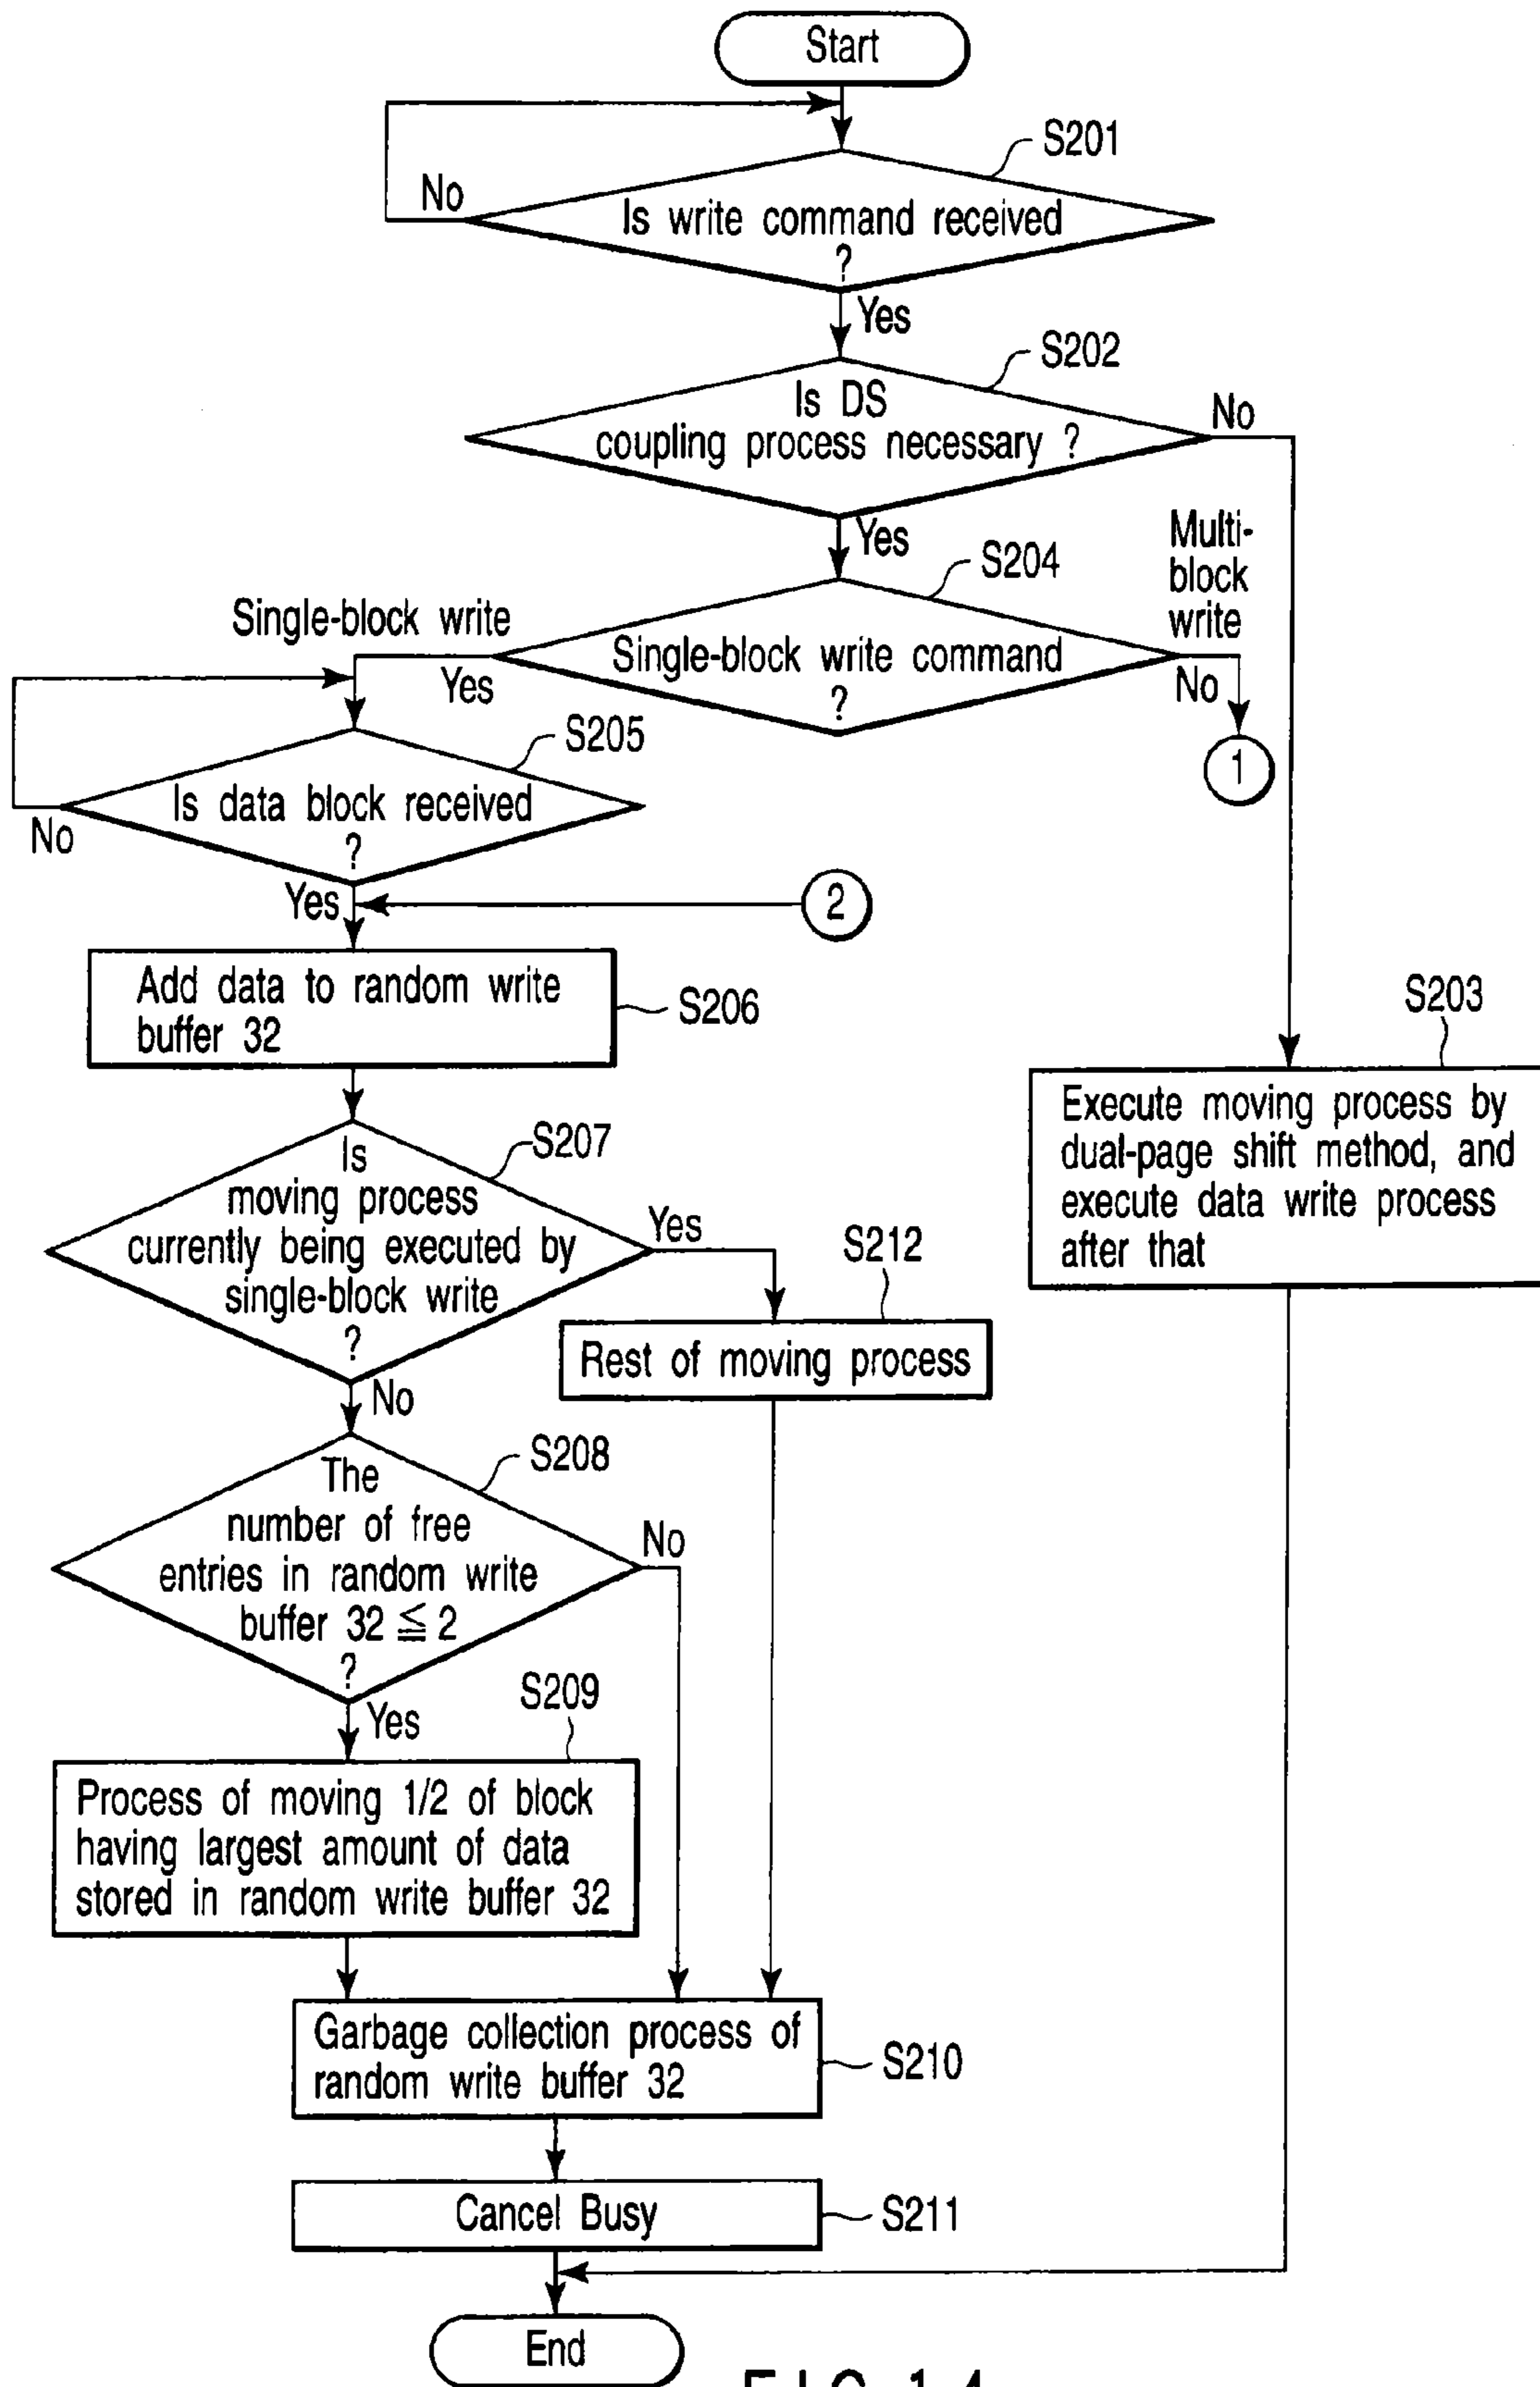 Start
S201
No
Is write command received
?
Yes
S202
Is DS
coupling process necessary ?
No
Yes
Multi-
block
write
S204
Single-block write
Single-block write command
?
Yes
No
1
S205
Is data block received
?
No
Yes
2
Add data to random write
buffer 32
S206
S203
Execute moving process by
dual-page shift method, and
execute data write process
after that
S207
Is
moving process
currently being executed by
single-block write
?
Yes
S212
Rest of moving process
No
S208
The
number of free
entries in random write
buffer 32 ≦ 2
?
No
Yes
S209
Process of moving 1/2 of block
having largest amount of data
stored in random write buffer 32
Garbage collection process of
random write buffer 32
S210
Cancel Busy
S211
End